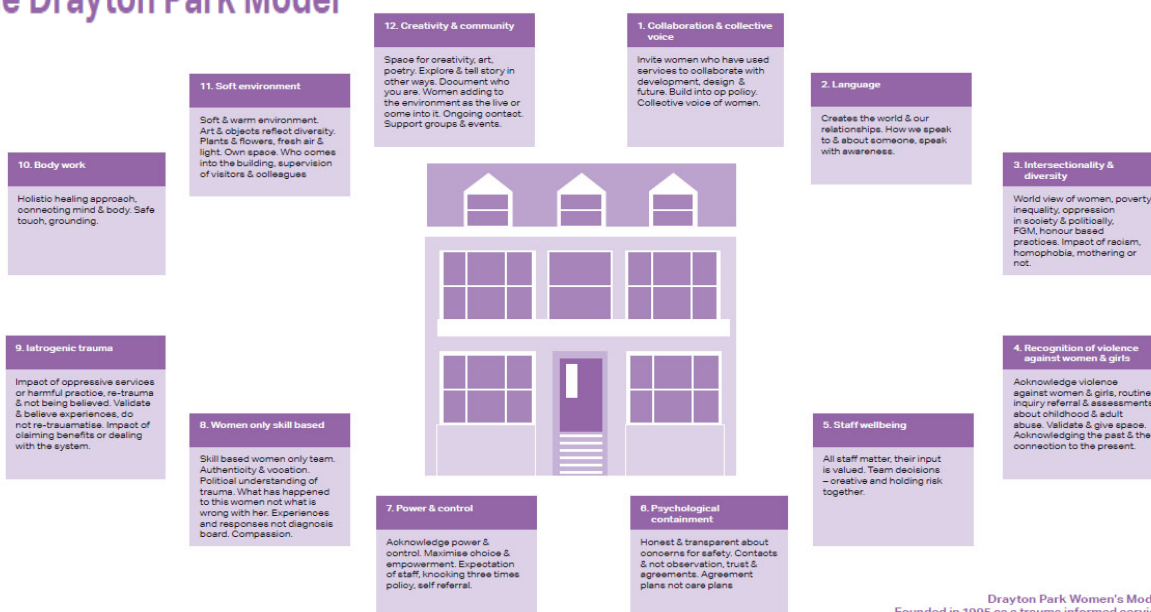 e Drayton Park Model
12. Creativity & community
Space for creativity, art,
poetry. Explore & tell story in
other ways. Document who
you are. Women adding to
the environment as the live or
come into it. Ongoing contact.
Support groups & events.
1. Collaboration & collective
voice
Invite women who have used
services to collaborate with
development, design &
future. Build into op policy.
Collective voice of women.
11. Soft environment
Soft & warm environment.
Art & objects reflect diversity.
Plants & flowers, fresh air &
light. Own space. Who comes
into the building, supervision
of visitors & colleagues
2. Language
Creates the world & our
relationships. How we speak
to & about someone, speak
with awareness.
10. Body work
Holistic healing approach,
connecting mind & body. Safe
touch, grounding.
3. Intersectionality &
diversity
World view of women, poverty
inequality, oppression
in society & politically,
FGM, honour based
practices. Impact of racism,
homophobia, mothering or
not.
9. Iatrogenic trauma
Impact of oppressive services
or harmful practice, re-trauma
& not being believed. Validate
& believe experiences, do
not re-trauamatise. Impact of
claiming benefits or dealing
with the system.
4. Recognition of violence
against women & girls
Acknowledge violence
against women & girls, routine
inquiry referral & assessments
about childhood & adult
abuse. Validate & give space.
Acknowledging the past & the
connection to the present.
8. Women only skill based
Skill based women only team.
Authenticity & vocation.
Political understanding of
trauma. What has happened
to this women not what is
wrong with her. Experiences
and responses not diagnosis
board. Compassion.
5. Staff wellbeing
All staff matter, their input
is valued. Team decisions
– creative and holding risk
together.
7. Power & control
Acknowledge power &
control. Maximise choice &
empowerment. Expectation
of staff, knocking three times
policy, self referral.
6. Psychological
containment
Honest & transparent about
concerns for safety. Contacts
& not observation, trust &
agreements. Agreement
plans not care plans
Drayton Park Women's Mod
Founded in 1995 as a trauma informed servic